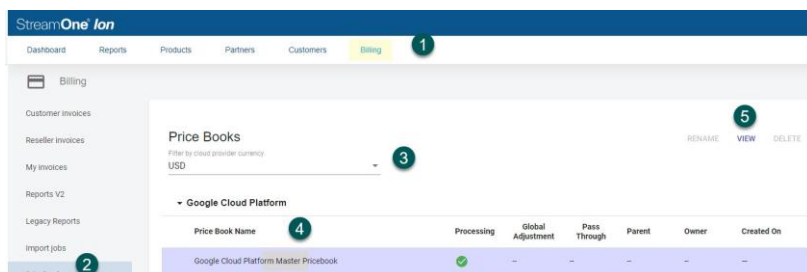 StreamOne® Ion
Dashboard Reports Products Partners Customers Billing 1
Billing
Customer invoices
Reseller invoices
My invoices
Reports V2
Legacy Reports
Import jobs
2
Price Books
Filter by cloud provider currency
USD 3
5
RENAME VIEW DELETE
Google Cloud Platform
Price Book Name 4 Processing Global Adjustment Pass Through Parent Owner Created On
Google Cloud Platform Master Pricebook – – – – –